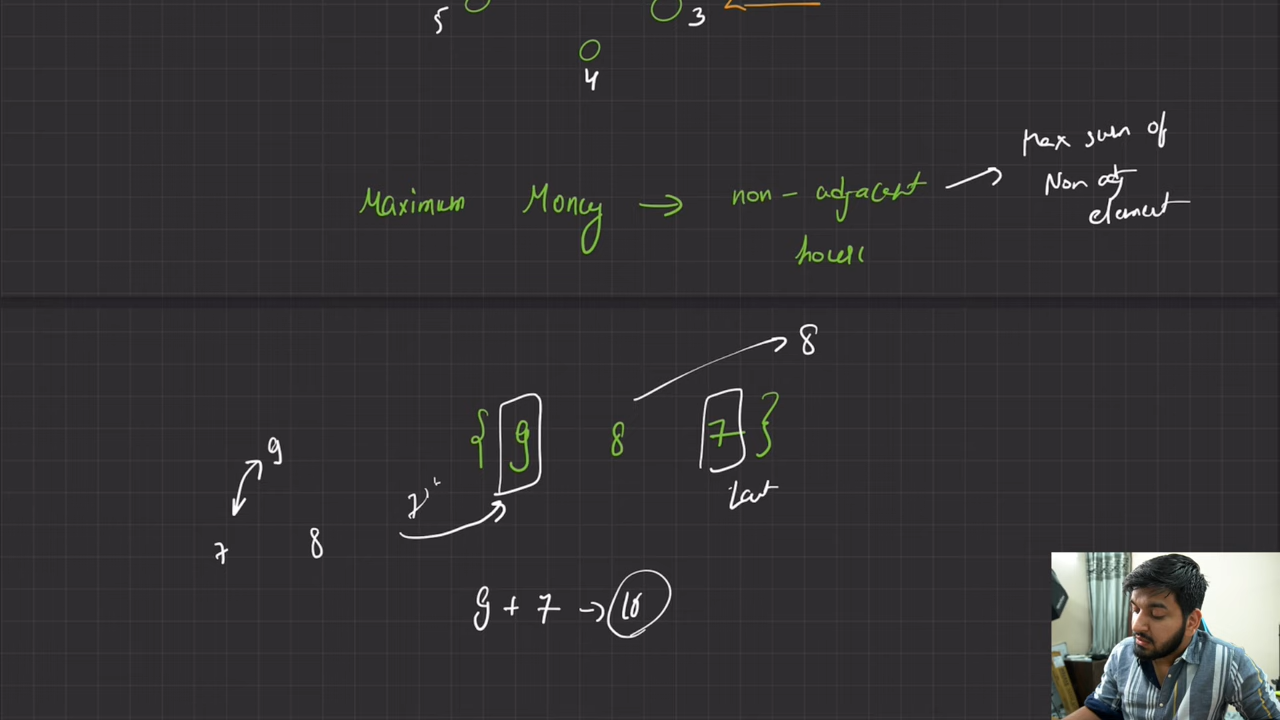 5
3
4
Maximum Money → non-adjacent → Max sum of
Non adj
element
house
8
{ 9 8 7 }
9
Last
7 8
9 + 7 → 16